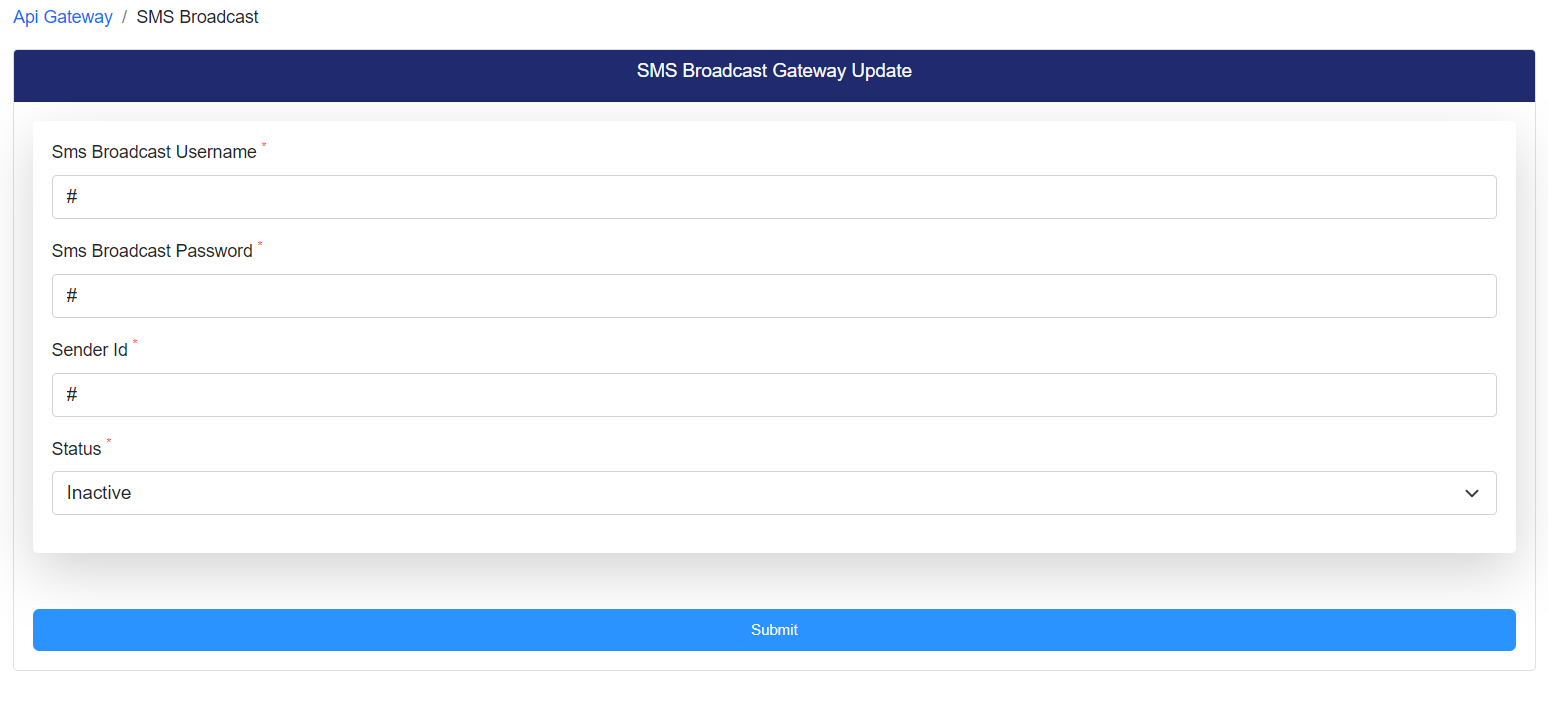 Api Gateway / SMS Broadcast
SMS Broadcast Gateway Update
Sms Broadcast Username *
#
Sms Broadcast Password *
#
Sender Id *
#
Status *
Inactive
Submit